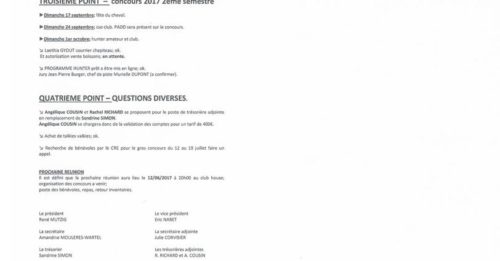 TROISIEME POINT – concours 2017 2ème semestre
► Dimanche 17 septembre: fête du cheval.
► Dimanche 24 septembre: cso club. PADD sera présent sur le concours.
► Dimanche 1er octobre: hunter amateur et club.
↘ Laetitia GYOUT courrier chapiteau; ok.
Et autorisation vente boissons; en attente.
↘ PROGRAMME HUNTER prêt à être mis en ligne; ok.
Jurs Jean Pierre Burger, chef de piste Murielle DUPONT (à confirmer).
QUATRIEME POINT – QUESTIONS DIVERSES.
↘ Angélique COUSIN et Rachel RICHARD se proposent pour le poste de trésorière adjointe
en remplacement de Sandrine SIMON.
Angélique COUSIN se chargera donc de la validation des comptes pour un tarif de 400€.
↘ Achat de talkies walkies; ok.
↘ Recherche de bénévoles par le CRE pour le gros concours du 12 au 19 juillet faire un
appel.
PROCHAINE REUNION
Il est défini que la prochaine réunion aura lieu le 12/06/2017 à 20h00 au club house;
organisation des concours a venir;
poste des bénévoles, repas, retour inventaires.
Le président
René MUTZIG
Le vice président
Eric NABET
La secrétaire
Amandrice MOUGERES-WARTEL
La secrétaire adjointe
Julie CORVISIER
Le trésorier
Sandrine SIMON
Les trésorières adjointes
R. RICHARD et A. COUSIN